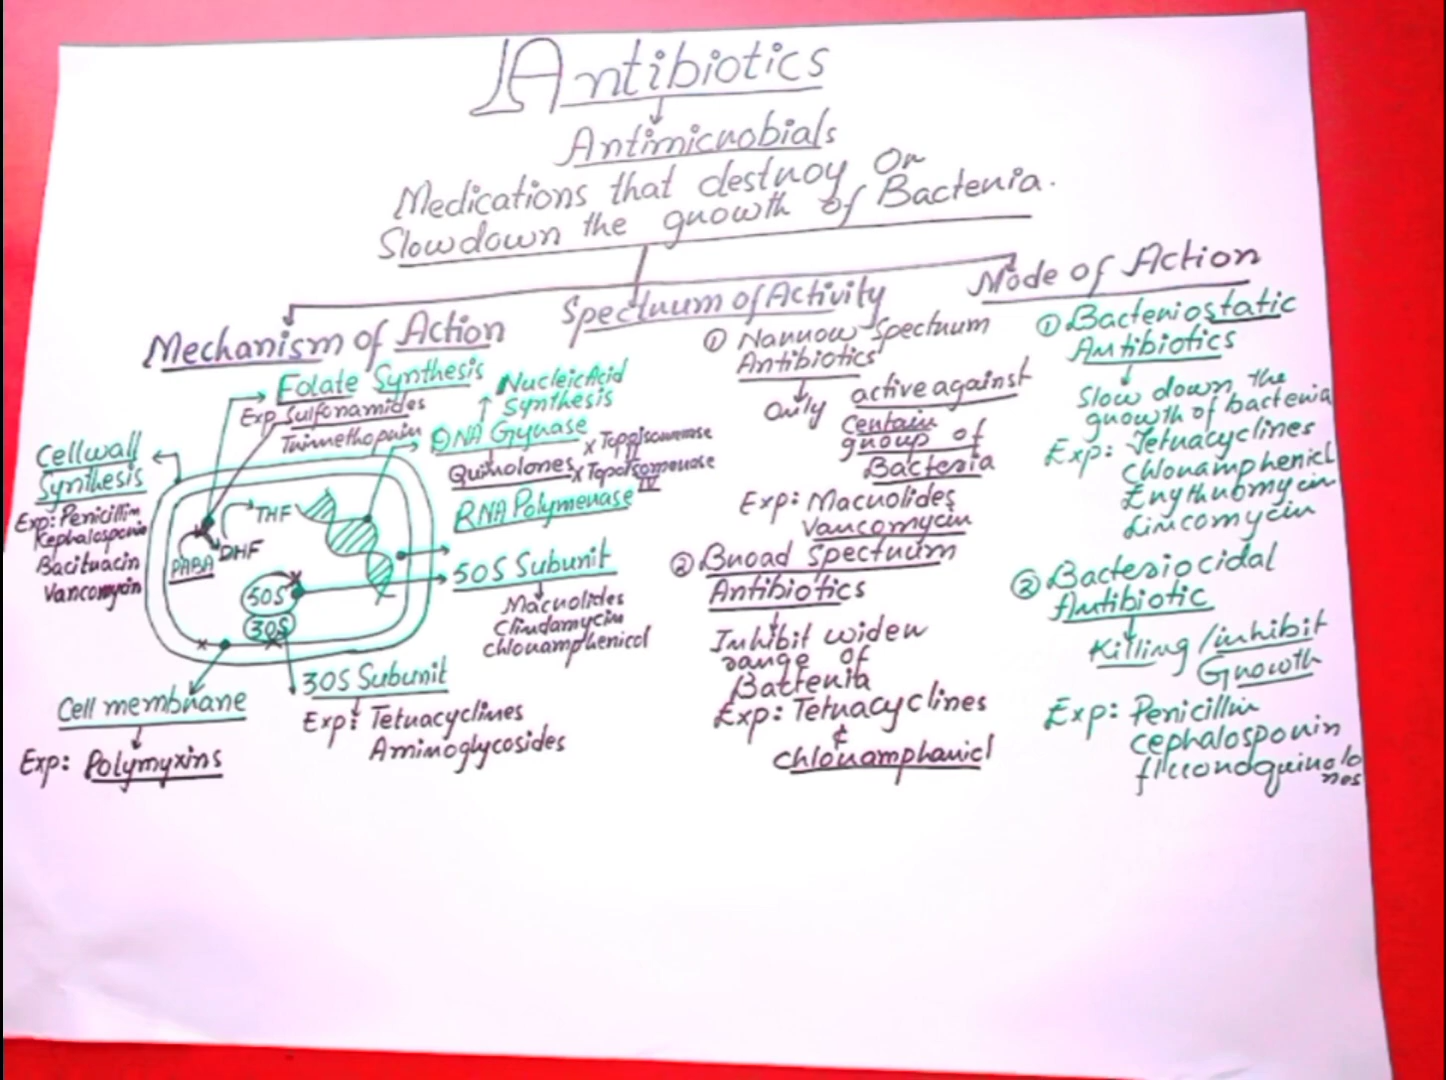 Antibiotics
Antimicrobials
Medications that destroy or
Slowdown the growth of Bacteria.
Mechanism of Action
Folate Synthesis
Exp Sulfonamides
Trimethoprim
Nucleic Acid
Synthesis
DNA Gyrase
Quinolones
x Topoisomerase
II
x Topoisomerase
IV
RNA Polymerase
Cellwall
Synthesis
Exp: Penicillin
Cephalosporin
Bacitracin
Vancomycin
THF
DHF
PABA
50S
30S
50S Subunit
Macrolides
Clindamycin
chloramphenicol
30S Subunit
Exp: Tetracyclines
Aminoglycosides
Cell membrane
Exp: Polymyxins
Spectrum of Activity
① Narrow Spectrum
Antibiotics
Only active against
Certain
group of
Bacteria
Exp: Macrolides
Vancomycin
② Broad Spectrum
Antibiotics
Inhibit wider
range of
Bacteria
Exp: Tetracyclines
&
chloramphanicl
Mode of Action
① Bacteriostatic
Antibiotics
Slow down the
growth of bacteria
Exp: Tetracyclines
Chloramphenicl
Erythromycin
Lincomycin
② Bacteriocidal
Antibiotic
Killing/inhibit
Growth
Exp: Penicillin
cephalosporin
fluoroquinolo
nes